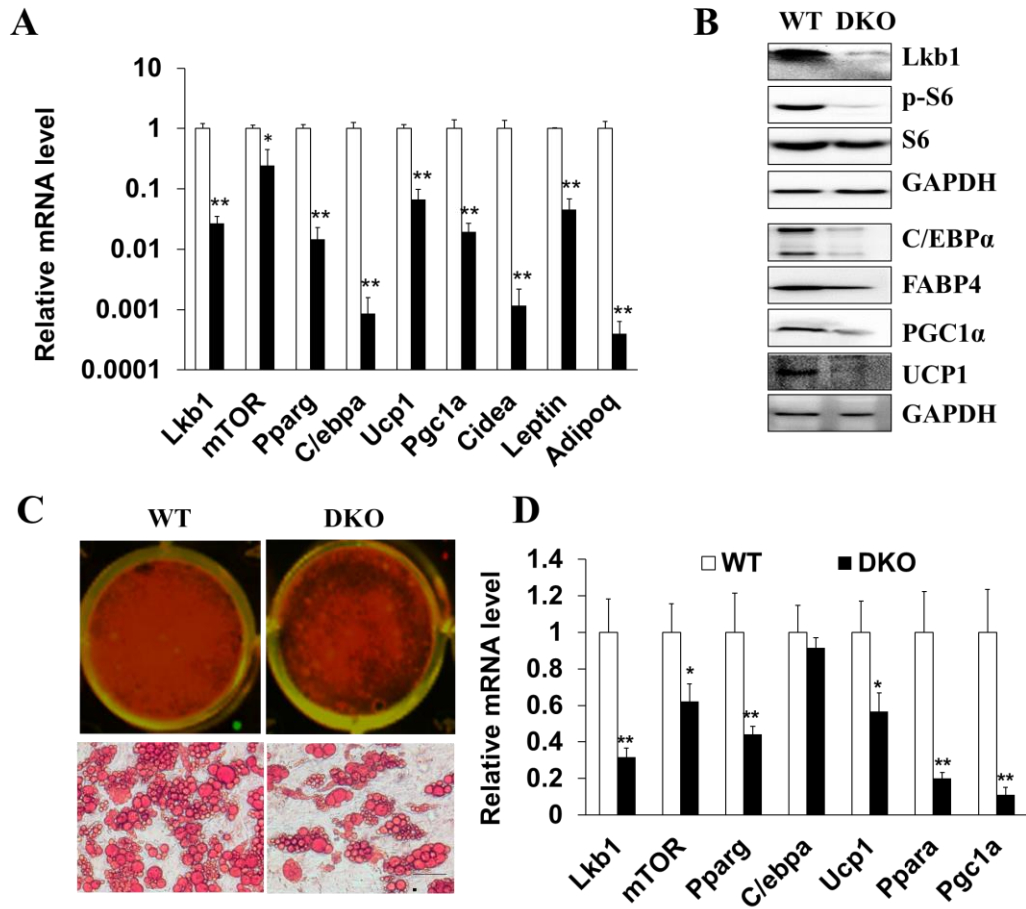 A
Relative mRNA level
10
1
0.1
0.01
0.001
0.0001
** * ** ** ** ** ** ** **
Lkb1 mTOR Pparg C/ebpa Ucp1 Pgc1a Cidea Leptin Adipoq
B
WT DKO
Lkb1
p-S6
S6
GAPDH
C/EBPα
FABP4
PGC1α
UCP1
GAPDH
C
WT DKO
D
Relative mRNA level
1.4
1.2
1
0.8
0.6
0.4
0.2
0
WT DKO
** * ** * ** **
Lkb1 mTOR Pparg C/ebpa Ucp1 Ppara Pgc1a